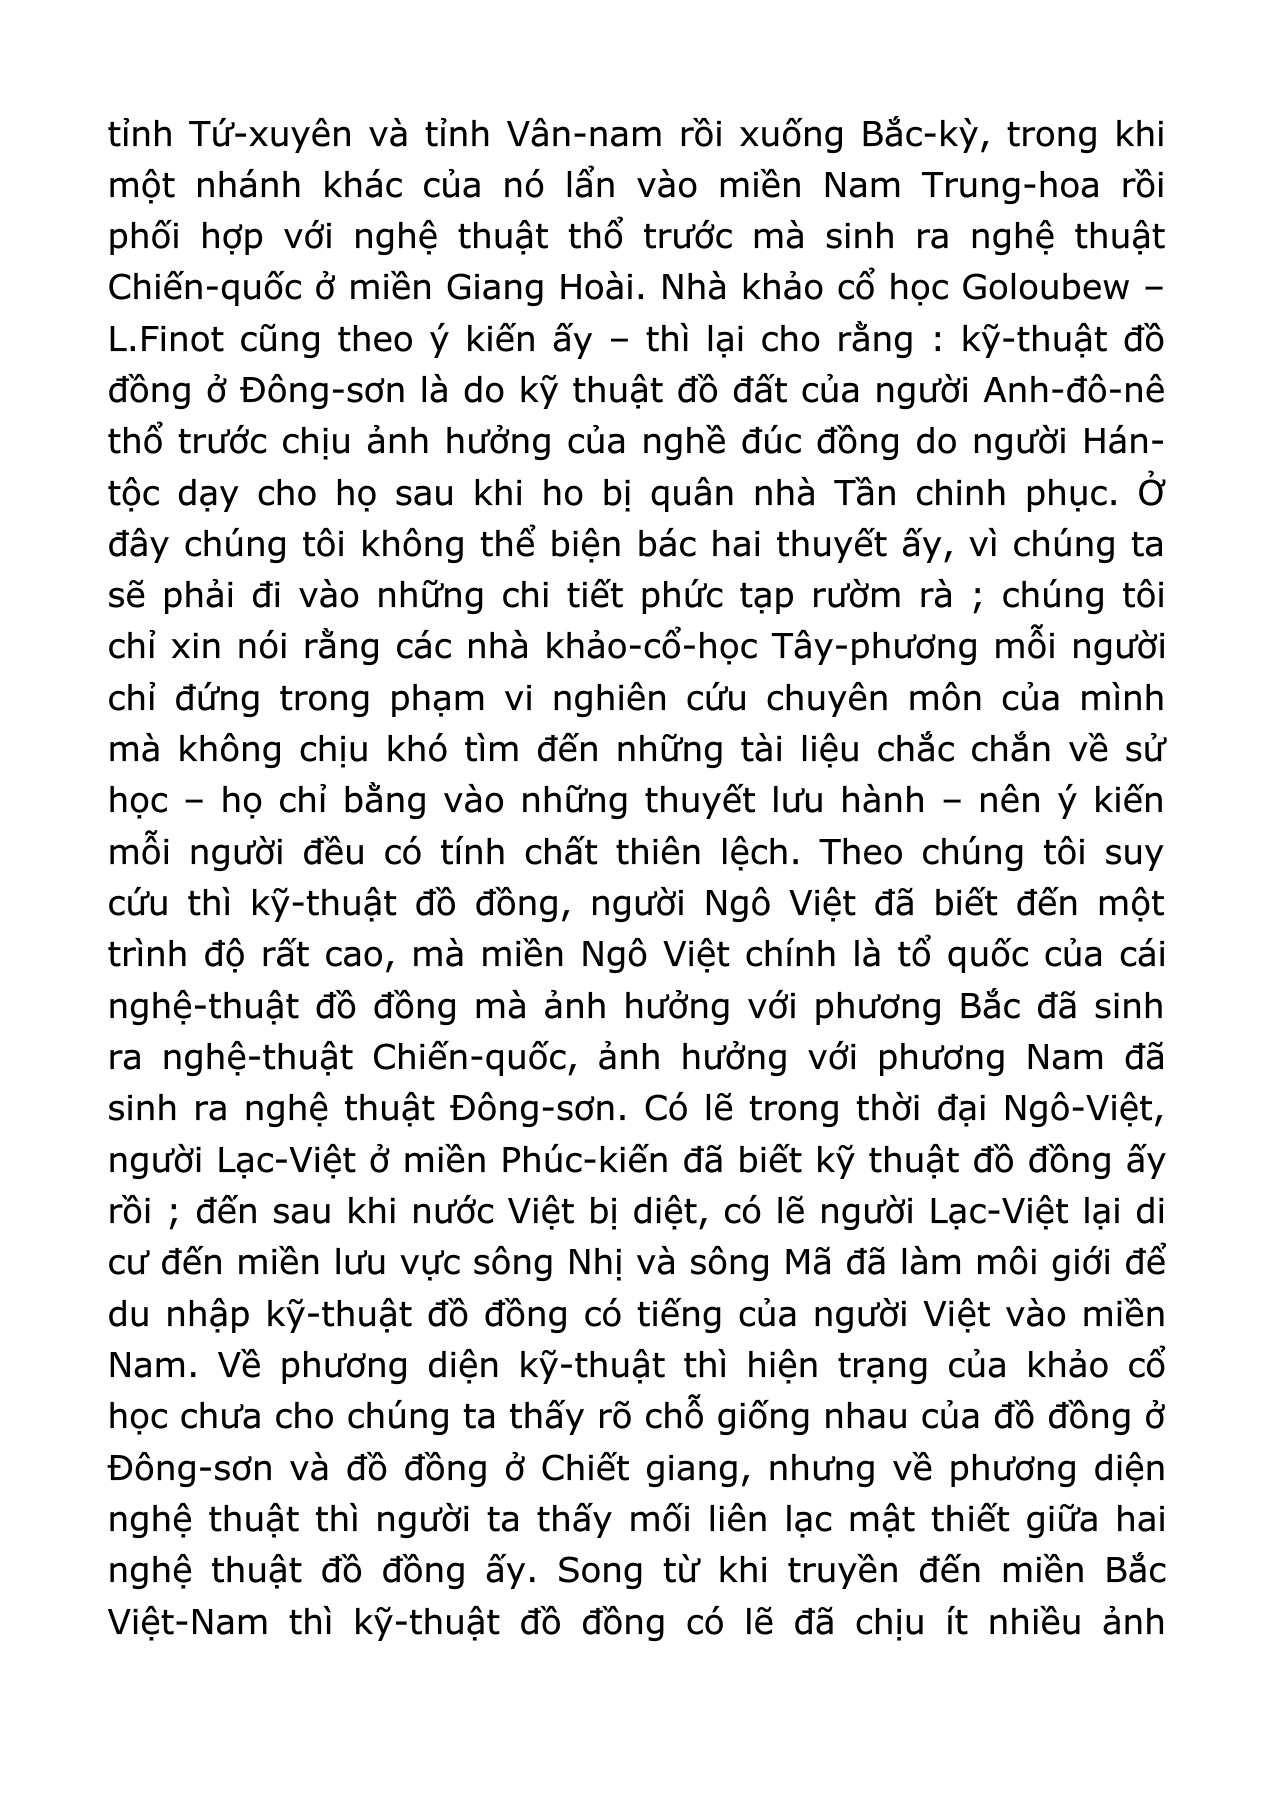 tỉnh Tứ-xuyên và tỉnh Vân-nam rồi xuống Bắc-kỳ, trong khi
một nhánh khác của nó lẩn vào miền Nam Trung-hoa rồi
phối hợp với nghệ thuật thổ trước mà sinh ra nghệ thuật
Chiến-quốc ở miền Giang Hoài. Nhà khảo cổ học Goloubew –
L.Finot cũng theo ý kiến ấy – thì lại cho rằng : kỹ-thuật đồ
đồng ở Đông-sơn là do kỹ thuật đồ đất của người Anh-đô-nê
thổ trước chịu ảnh hưởng của nghề đúc đồng do người Hán-
tộc dạy cho họ sau khi ho bị quân nhà Tần chinh phục. Ở
đây chúng tôi không thể biện bác hai thuyết ấy, vì chúng ta
sẽ phải đi vào những chi tiết phức tạp rườm rà ; chúng tôi
chỉ xin nói rằng các nhà khảo-cổ-học Tây-phương mỗi người
chỉ đứng trong phạm vi nghiên cứu chuyên môn của mình
mà không chịu khó tìm đến những tài liệu chắc chắn về sử
học – họ chỉ bằng vào những thuyết lưu hành – nên ý kiến
mỗi người đều có tính chất thiên lệch. Theo chúng tôi suy
cứu thì kỹ-thuật đồ đồng, người Ngô Việt đã biết đến một
trình độ rất cao, mà miền Ngô Việt chính là tổ quốc của cái
nghệ-thuật đồ đồng mà ảnh hưởng với phương Bắc đã sinh
ra nghệ-thuật Chiến-quốc, ảnh hưởng với phương Nam đã
sinh ra nghệ thuật Đông-sơn. Có lẽ trong thời đại Ngô-Việt,
người Lạc-Việt ở miền Phúc-kiến đã biết kỹ thuật đồ đồng ấy
rồi ; đến sau khi nước Việt bị diệt, có lẽ người Lạc-Việt lại di
cư đến miền lưu vực sông Nhị và sông Mã đã làm môi giới để
du nhập kỹ-thuật đồ đồng có tiếng của người Việt vào miền
Nam. Về phương diện kỹ-thuật thì hiện trạng của khảo cổ
học chưa cho chúng ta thấy rõ chỗ giống nhau của đồ đồng ở
Đông-sơn và đồ đồng ở Chiết giang, nhưng về phương diện
nghệ thuật thì người ta thấy mối liên lạc mật thiết giữa hai
nghệ thuật đồ đồng ấy. Song từ khi truyền đến miền Bắc
Việt-Nam thì kỹ-thuật đồ đồng có lẽ đã chịu ít nhiều ảnh